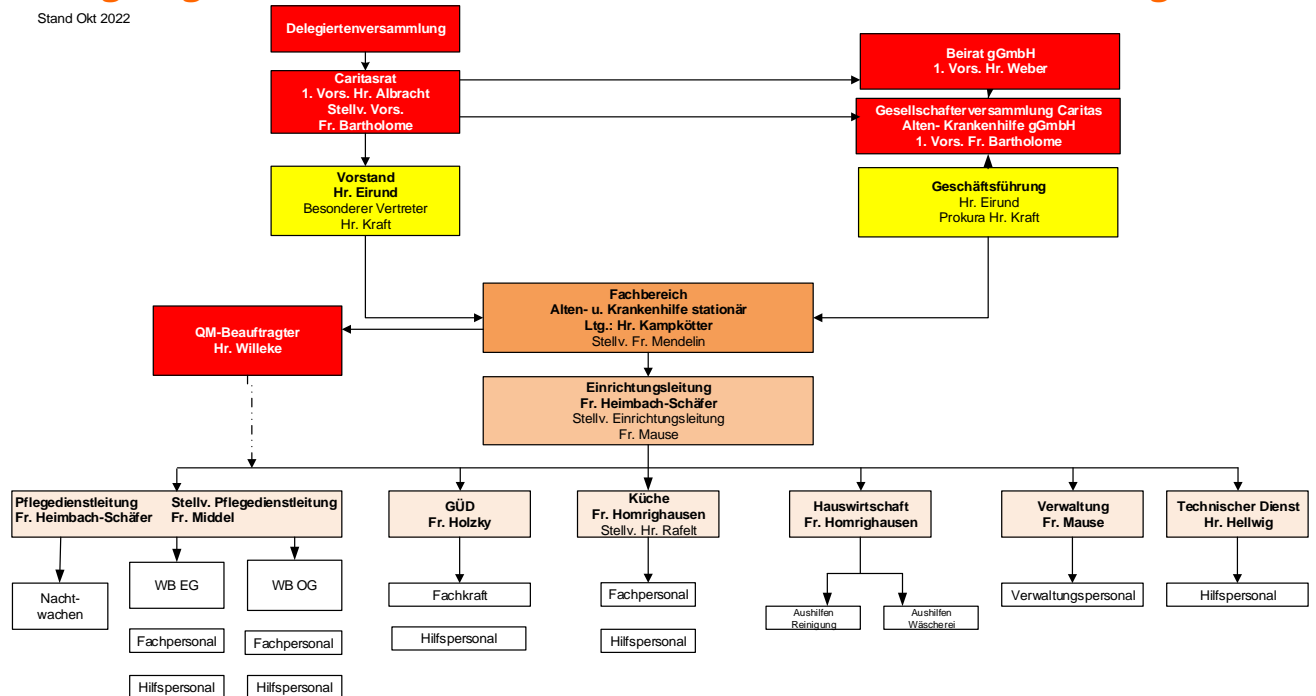 Stand Okt 2022
Delegiertenversammlung
Caritasrat
1. Vors. Hr. Albracht
Stellv. Vors.
Fr. Bartholome
Beirat gGmbH
1. Vors. Hr. Weber
Gesellschafterversammlung Caritas
Alten- Krankenhilfe gGmbH
1. Vors. Fr. Bartholome
Vorstand
Hr. Eirund
Besonderer Vertreter
Hr. Kraft
Geschäftsführung
Hr. Eirund
Prokura Hr. Kraft
Fachbereich
Alten- u. Krankenhilfe stationär
Ltg.: Hr. Kampkötter
Stellv. Fr. Mendelin
QM-Beauftragter
Hr. Willeke
Einrichtungsleitung
Fr. Heimbach-Schäfer
Stellv. Einrichtungsleitung
Fr. Mause
Pflegedienstleitung
Fr. Heimbach-Schäfer
Stellv. Pflegedienstleitung
Fr. Middel
GÜD
Fr. Holzky
Küche
Fr. Homrighausen
Stellv. Hr. Rafelt
Hauswirtschaft
Fr. Homrighausen
Verwaltung
Fr. Mause
Technischer Dienst
Hr. Hellwig
Nacht-
wachen
WB EG
Fachpersonal
Hilfspersonal
WB OG
Fachpersonal
Hilfspersonal
Fachkraft
Hilfspersonal
Fachpersonal
Hilfspersonal
Aushilfen
Reinigung
Aushilfen
Wäscherei
Verwaltungspersonal
Hilfspersonal